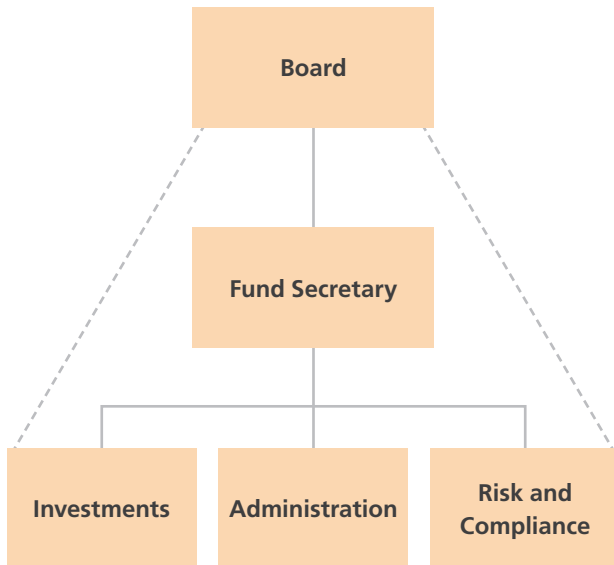 Board
Fund Secretary
Investments
Administration
Risk and
Compliance